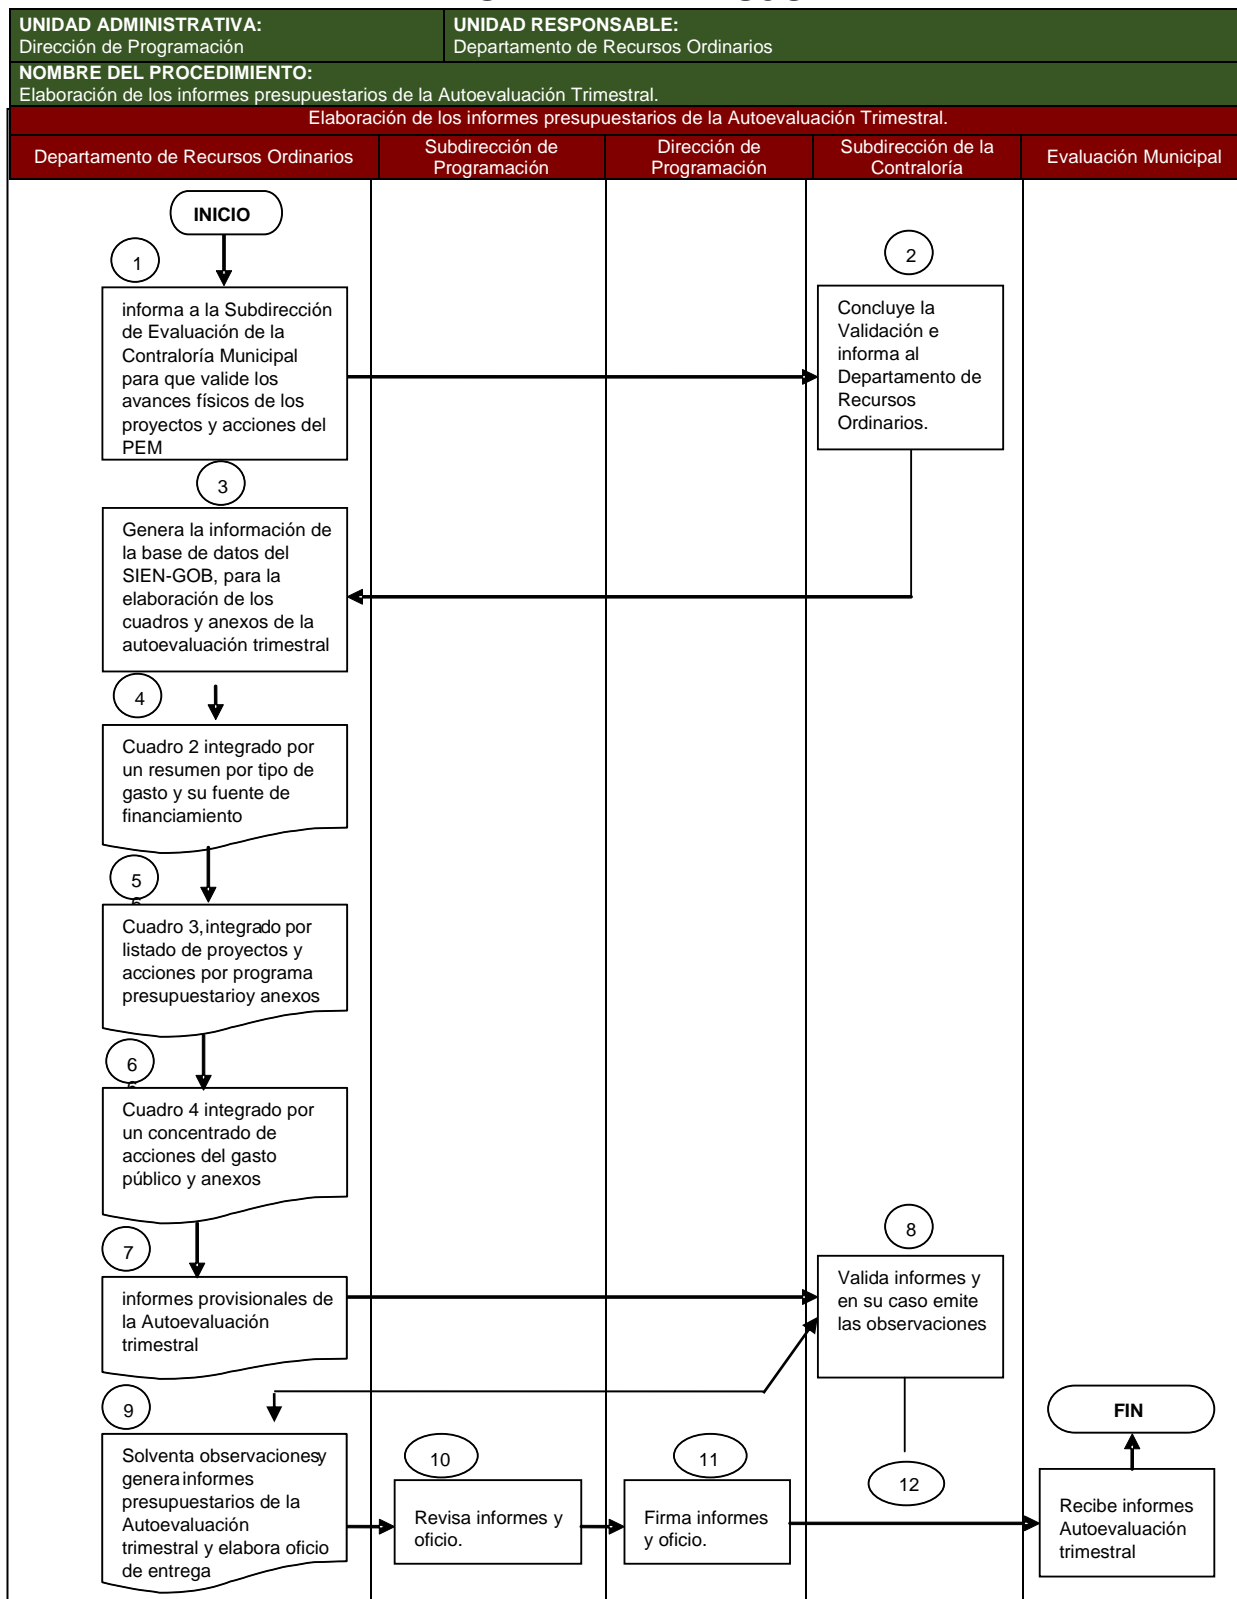 UNIDAD ADMINISTRATIVA:
Dirección de Programación
UNIDAD RESPONSABLE:
Departamento de Recursos Ordinarios
NOMBRE DEL PROCEDIMIENTO:
Elaboración de los informes presupuestarios de la Autoevaluación Trimestral.
Elaboración de los informes presupuestarios de la Autoevaluación Trimestral.
Departamento de Recursos Ordinarios
Subdirección de
Programación
Dirección de
Programación
Subdirección de la
Contraloría
Evaluación Municipal
INICIO
1
informa a la Subdirección
de Evaluación de la
Contraloría Municipal
para que valide los
avances físicos de los
proyectos y acciones del
PEM
2
Concluye la
Validación e
informa al
Departamento de
Recursos
Ordinarios.
3
Genera la información de
la base de datos del
SIEN-GOB, para la
elaboración de los
cuadros y anexos de la
autoevaluación trimestral
4
Cuadro 2 integrado por
un resumen por tipo de
gasto y su fuente de
financiamiento
5
Cuadro 3,integrado por
listado de proyectos y
acciones por programa
presupuestarioy anexos
6
Cuadro 4 integrado por
un concentrado de
acciones del gasto
público y anexos
7
informes provisionales de
la Autoevaluación
trimestral
8
Valida informes y
en su caso emite
las observaciones
9
Solventa observacionesy
generainformes
presupuestarios de la
Autoevaluación
trimestral y elabora oficio
de entrega
10
Revisa informes y
oficio.
11
Firma informes
y oficio.
12
FIN
Recibe informes
Autoevaluación
trimestral